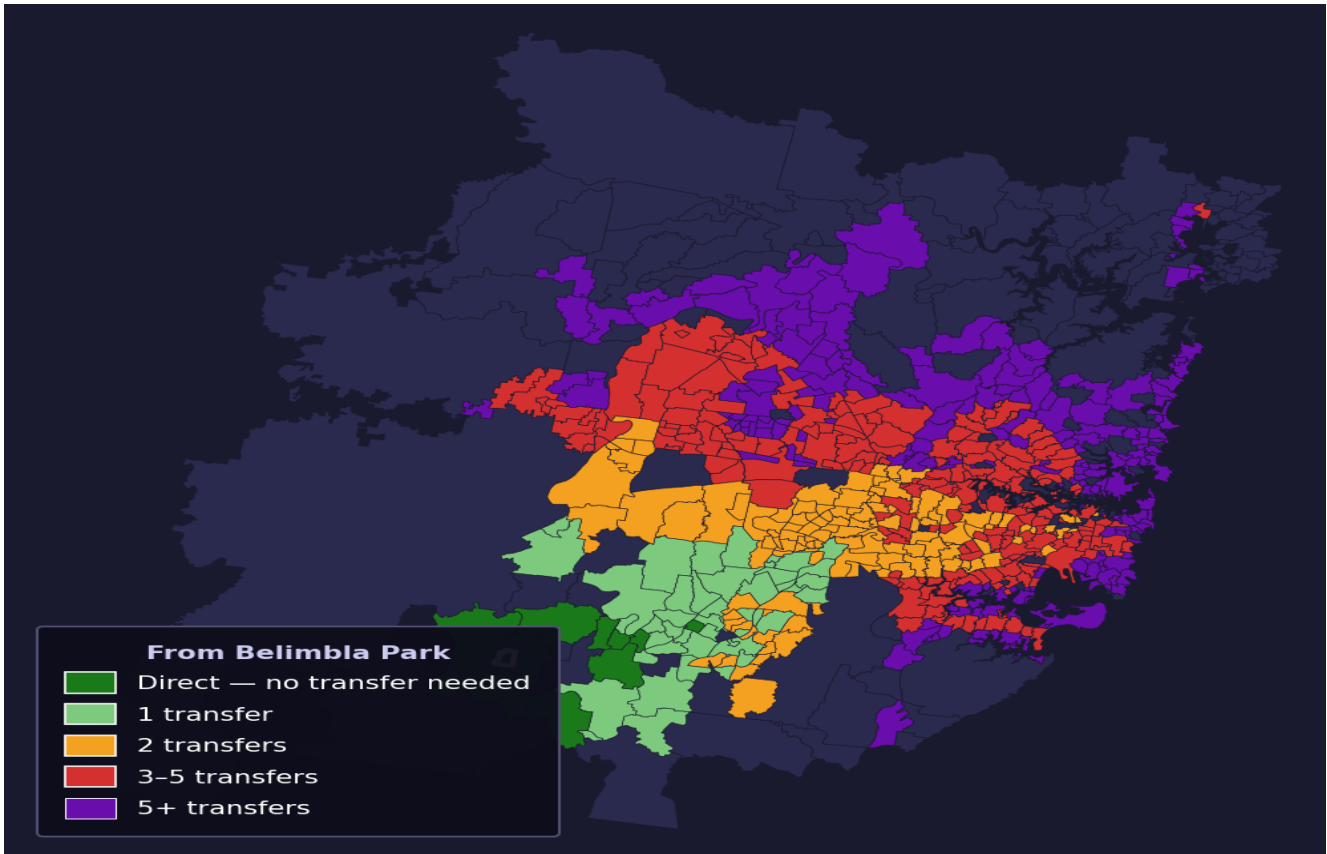 From Belimbla Park
Direct — no transfer needed
1 transfer
2 transfers
3–5 transfers
5+ transfers